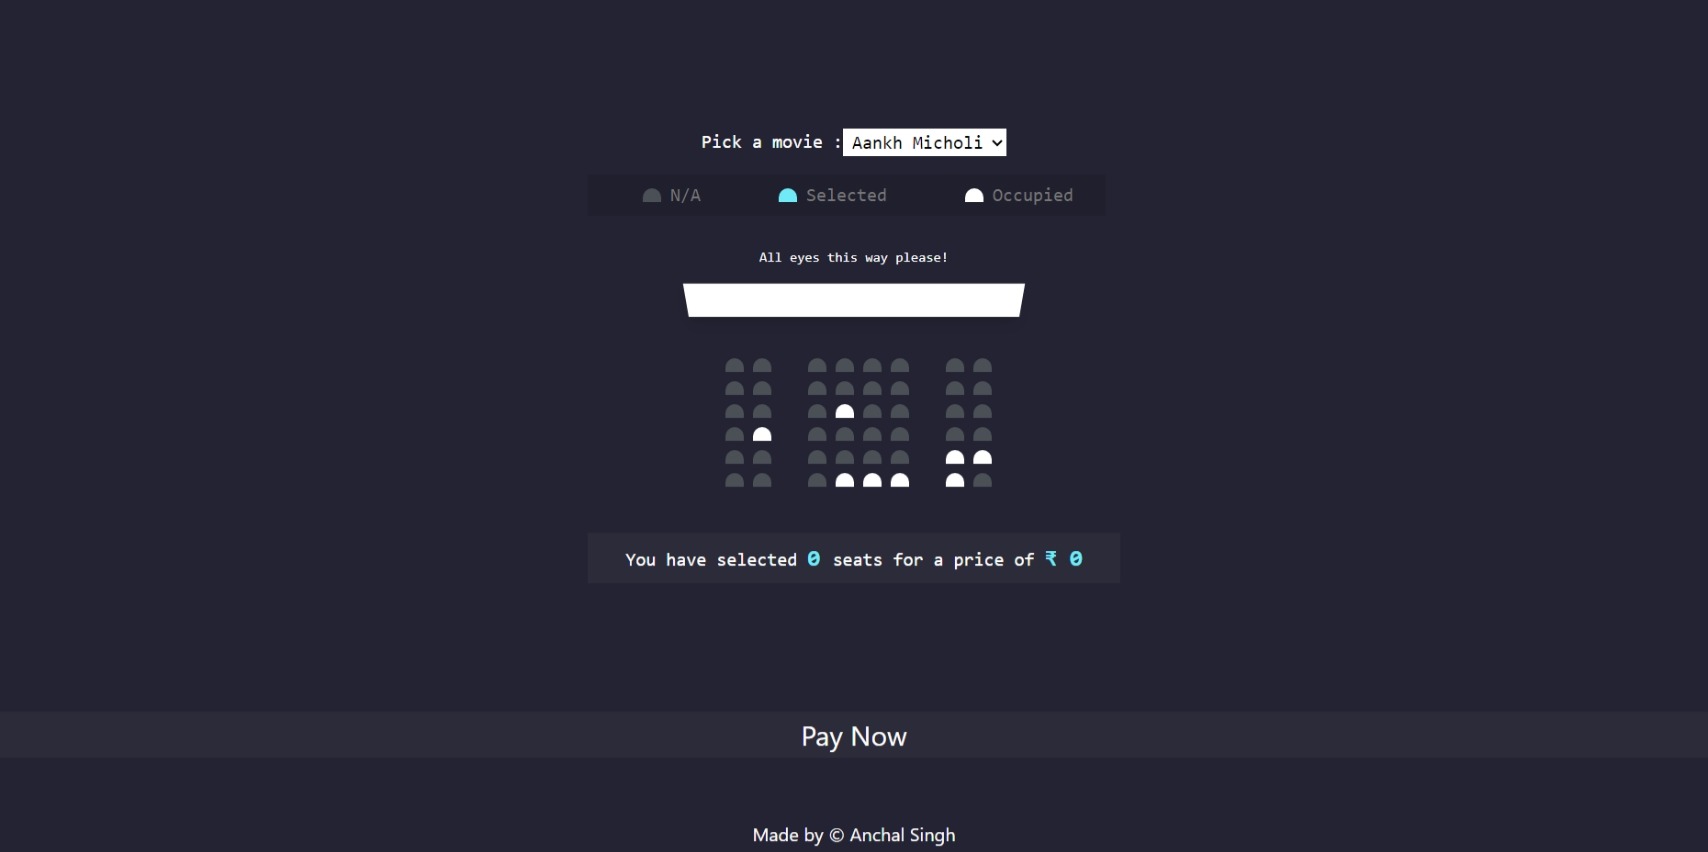 Pick a movie : Aankh Micholi
N/A Selected Occupied
All eyes this way please!
You have selected 0 seats for a price of ₹ 0
Pay Now
Made by © Anchal Singh